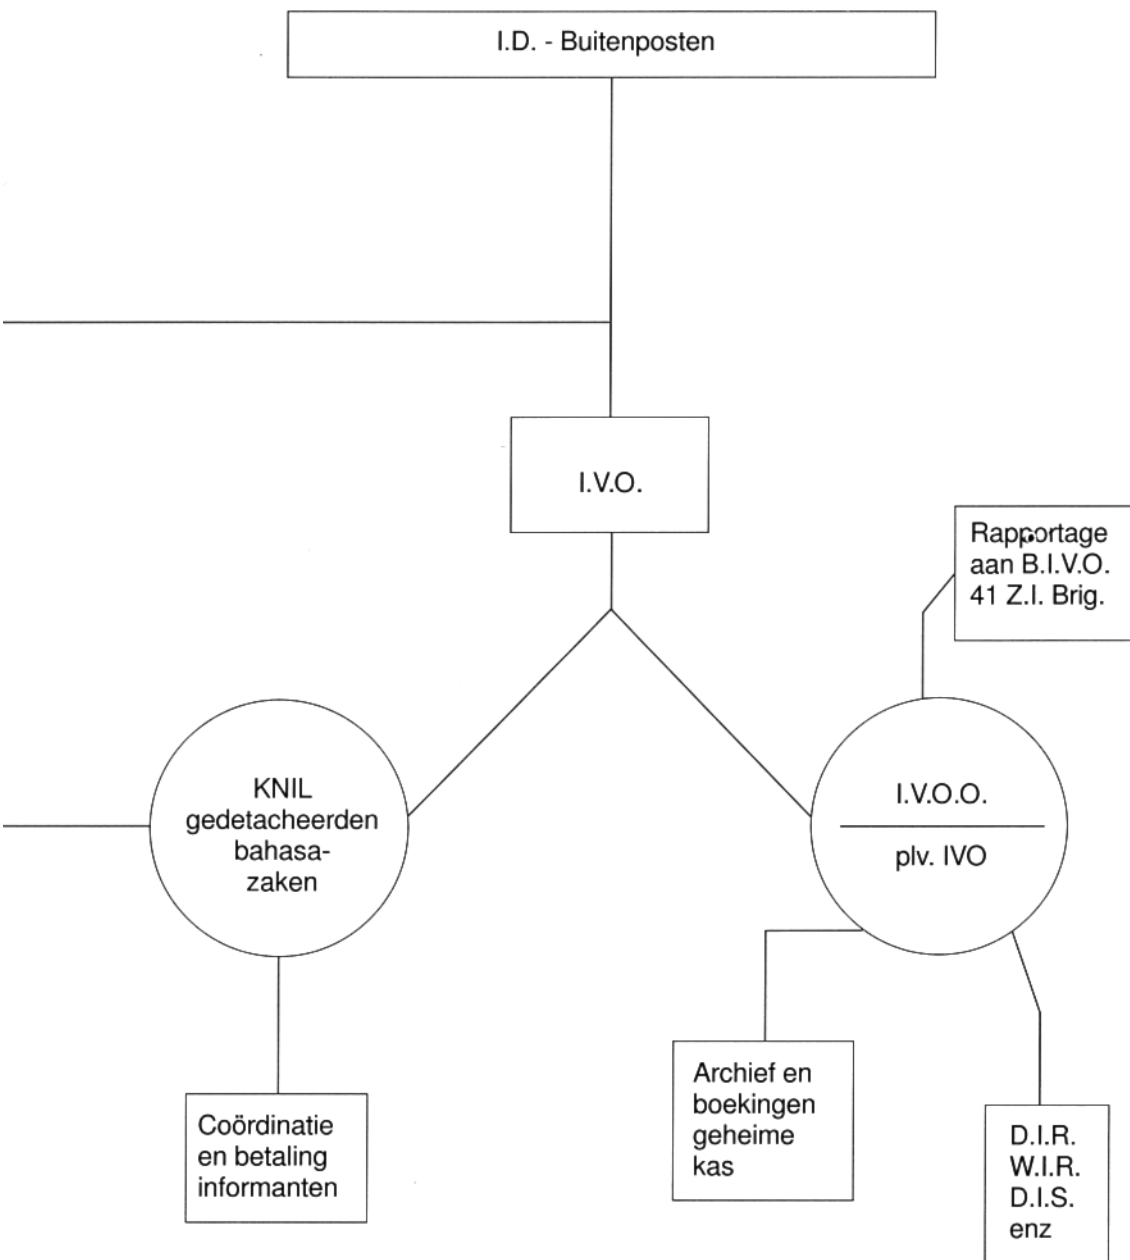 I.D. - Buitenposten
I.V.O.
Rapportage
aan B.I.V.O.
41 Z.I. Brig.
KNIL
gedetacheerden
bahasa-
zaken
I.V.O.O.
plv. IVO
Coördinatie
en betaling
informanten
Archief en
boekingen
geheime
kas
D.I.R.
W.I.R.
D.I.S.
enz